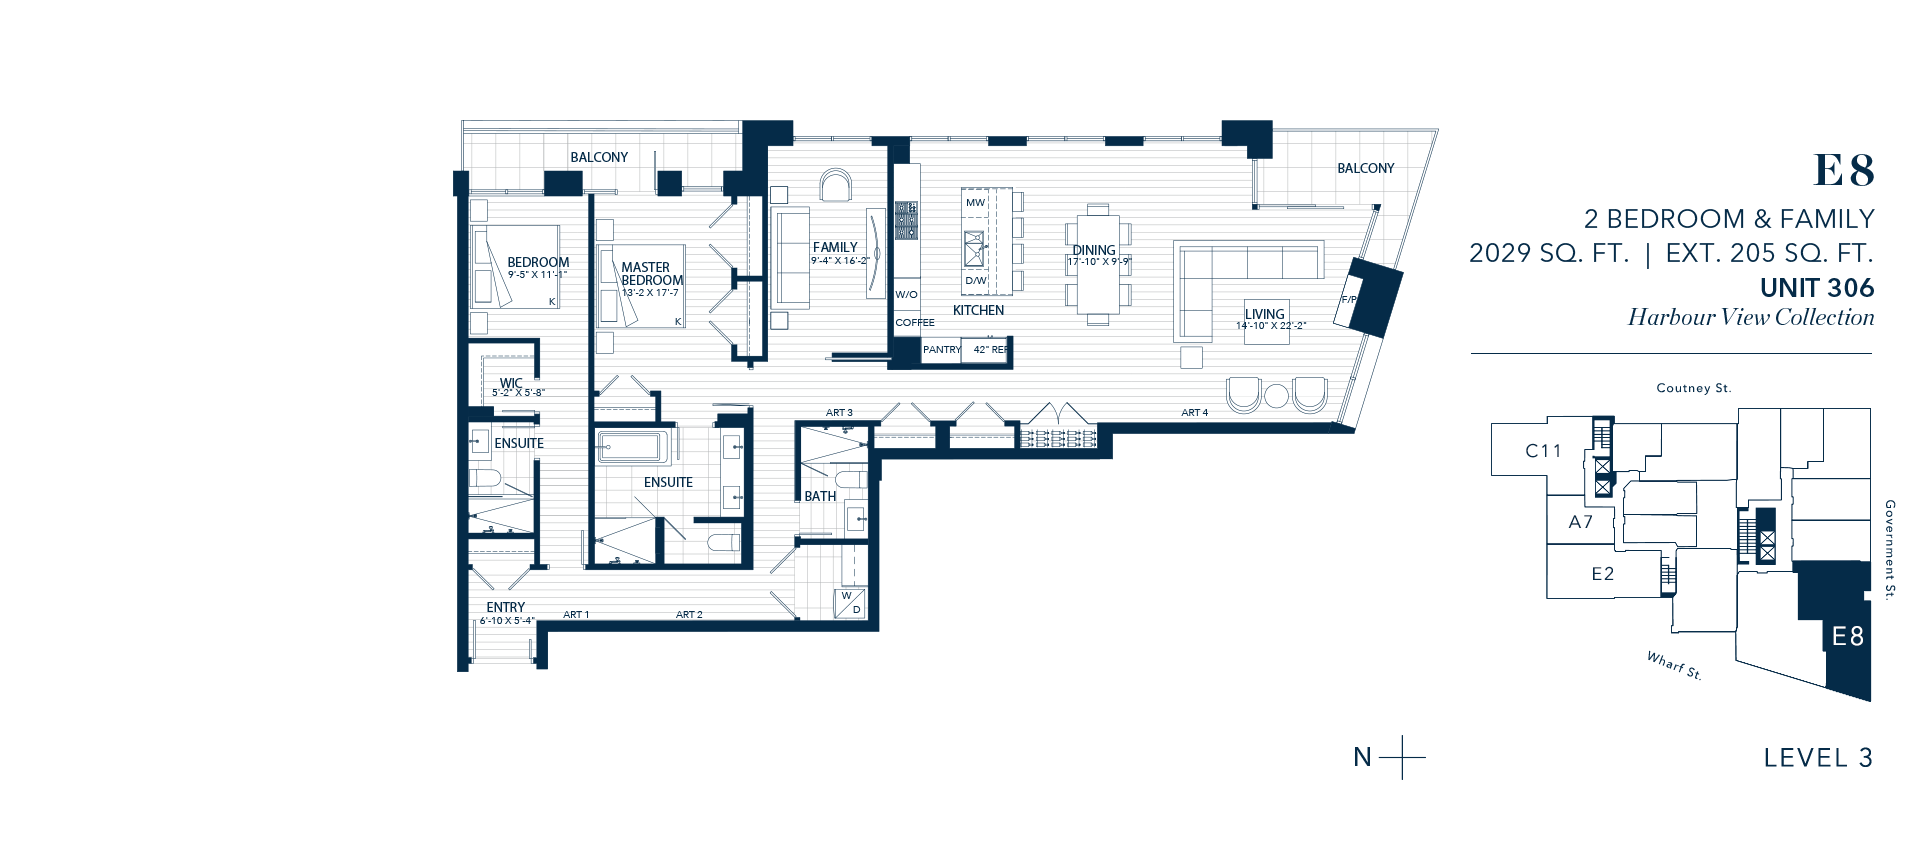 BALCONY
BALCONY
BEDROOM
9'-5" X 11'-1"
K
MASTER
BEDROOM
13'-2 X 17'-7
K
FAMILY
9'-4" X 16'-2"
MW
D/W
W/O
COFFEE
KITCHEN
PANTRY
42" REF
DINING
17'-10" X 9'-9"
LIVING
14'-10" X 22'-2"
F/P
WIC
5'-2" X 5'-8"
ENSUITE
ENSUITE
BATH
ART 3
ART 4
ENTRY
6'-10 X 5'-4"
ART 1
ART 2
W
D
N
E8
2 BEDROOM & FAMILY
2029 SQ. FT. | EXT. 205 SQ. FT.
UNIT 306
Harbour View Collection
Coutney St.
C11
A7
E2
E8
Government St.
Wharf St.
LEVEL 3